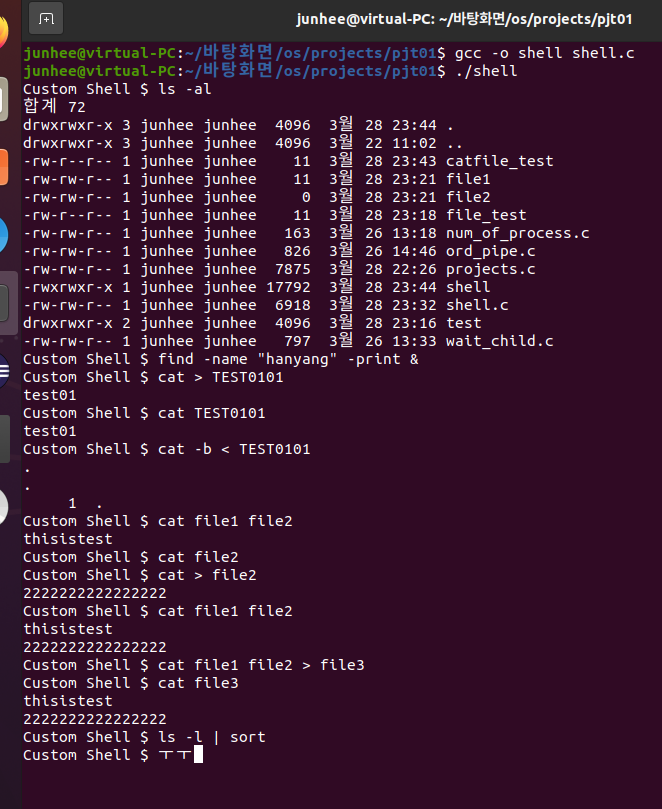 junhee@virtual-PC: ~/바탕화면/os/projects/pjt01
junhee@virtual-PC:~/바탕화면/os/projects/pjt01$ gcc -o shell shell.c
junhee@virtual-PC:~/바탕화면/os/projects/pjt01$ ./shell
Custom Shell $ ls -al
합계 72
drwxrwxr-x 3 junhee junhee  4096  3월 28 23:44 .
drwxrwxr-x 3 junhee junhee  4096  3월 22 11:02 ..
-rw-r--r-- 1 junhee junhee    11  3월 28 23:43 catfile_test
-rw-rw-r-- 1 junhee junhee    11  3월 28 23:21 file1
-rw-rw-r-- 1 junhee junhee     0  3월 28 23:21 file2
-rw-r--r-- 1 junhee junhee    11  3월 28 23:18 file_test
-rw-rw-r-- 1 junhee junhee   163  3월 26 13:18 num_of_process.c
-rw-rw-r-- 1 junhee junhee   826  3월 26 14:46 ord_pipe.c
-rw-rw-r-- 1 junhee junhee  7875  3월 28 22:26 projects.c
-rwxrwxr-x 1 junhee junhee 17792  3월 28 23:44 shell
-rw-rw-r-- 1 junhee junhee  6918  3월 28 23:32 shell.c
drwxrwxr-x 2 junhee junhee  4096  3월 28 23:16 test
-rw-rw-r-- 1 junhee junhee   797  3월 26 13:33 wait_child.c
Custom Shell $ find -name "hanyang" -print &
Custom Shell $ cat > TEST0101
test01
Custom Shell $ cat TEST0101
test01
Custom Shell $ cat -b < TEST0101
.
.
     1  .
Custom Shell $ cat file1 file2
thisistest
Custom Shell $ cat file2
Custom Shell $ cat > file2
2222222222222222
Custom Shell $ cat file1 file2
thisistest
2222222222222222
Custom Shell $ cat file1 file2 > file3
Custom Shell $ cat file3
thisistest
2222222222222222
Custom Shell $ ls -l | sort
Custom Shell $ ㅜㅜ